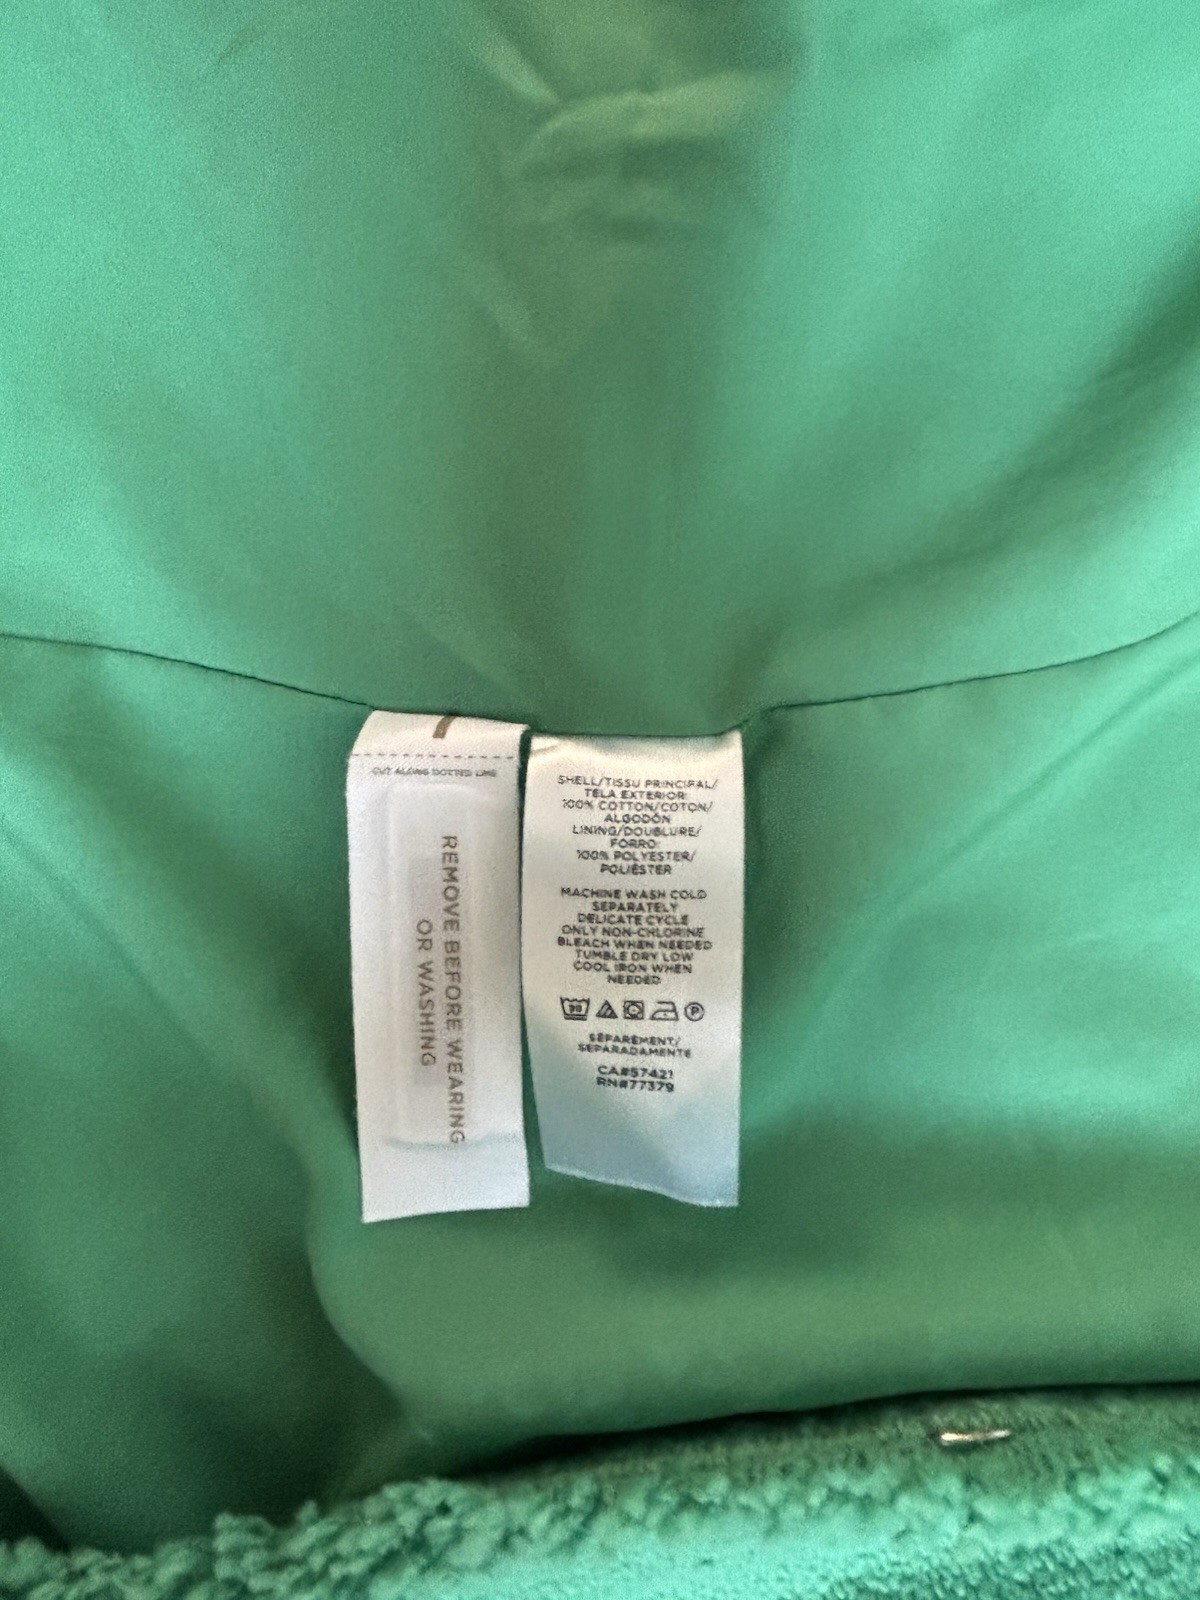 CUT ALONG DOTTED LINE
REMOVE BEFORE WEARING
OR WASHING
SHELL/TISSU PRINCIPAL/
TELA EXTERIOR:
100% COTTON/COTON/
ALGODÓN
LINING/DOUBLURE/
FORRO:
100% POLYESTER/
POLIÉSTER
MACHINE WASH COLD
SEPARATELY
DELICATE CYCLE
ONLY NON-CHLORINE
BLEACH WHEN NEEDED
TUMBLE DRY LOW
COOL IRON WHEN
NEEDED
30
P
SÉPARÉMENT/
SEPARADAMENTE
CA#57421
RN#77379